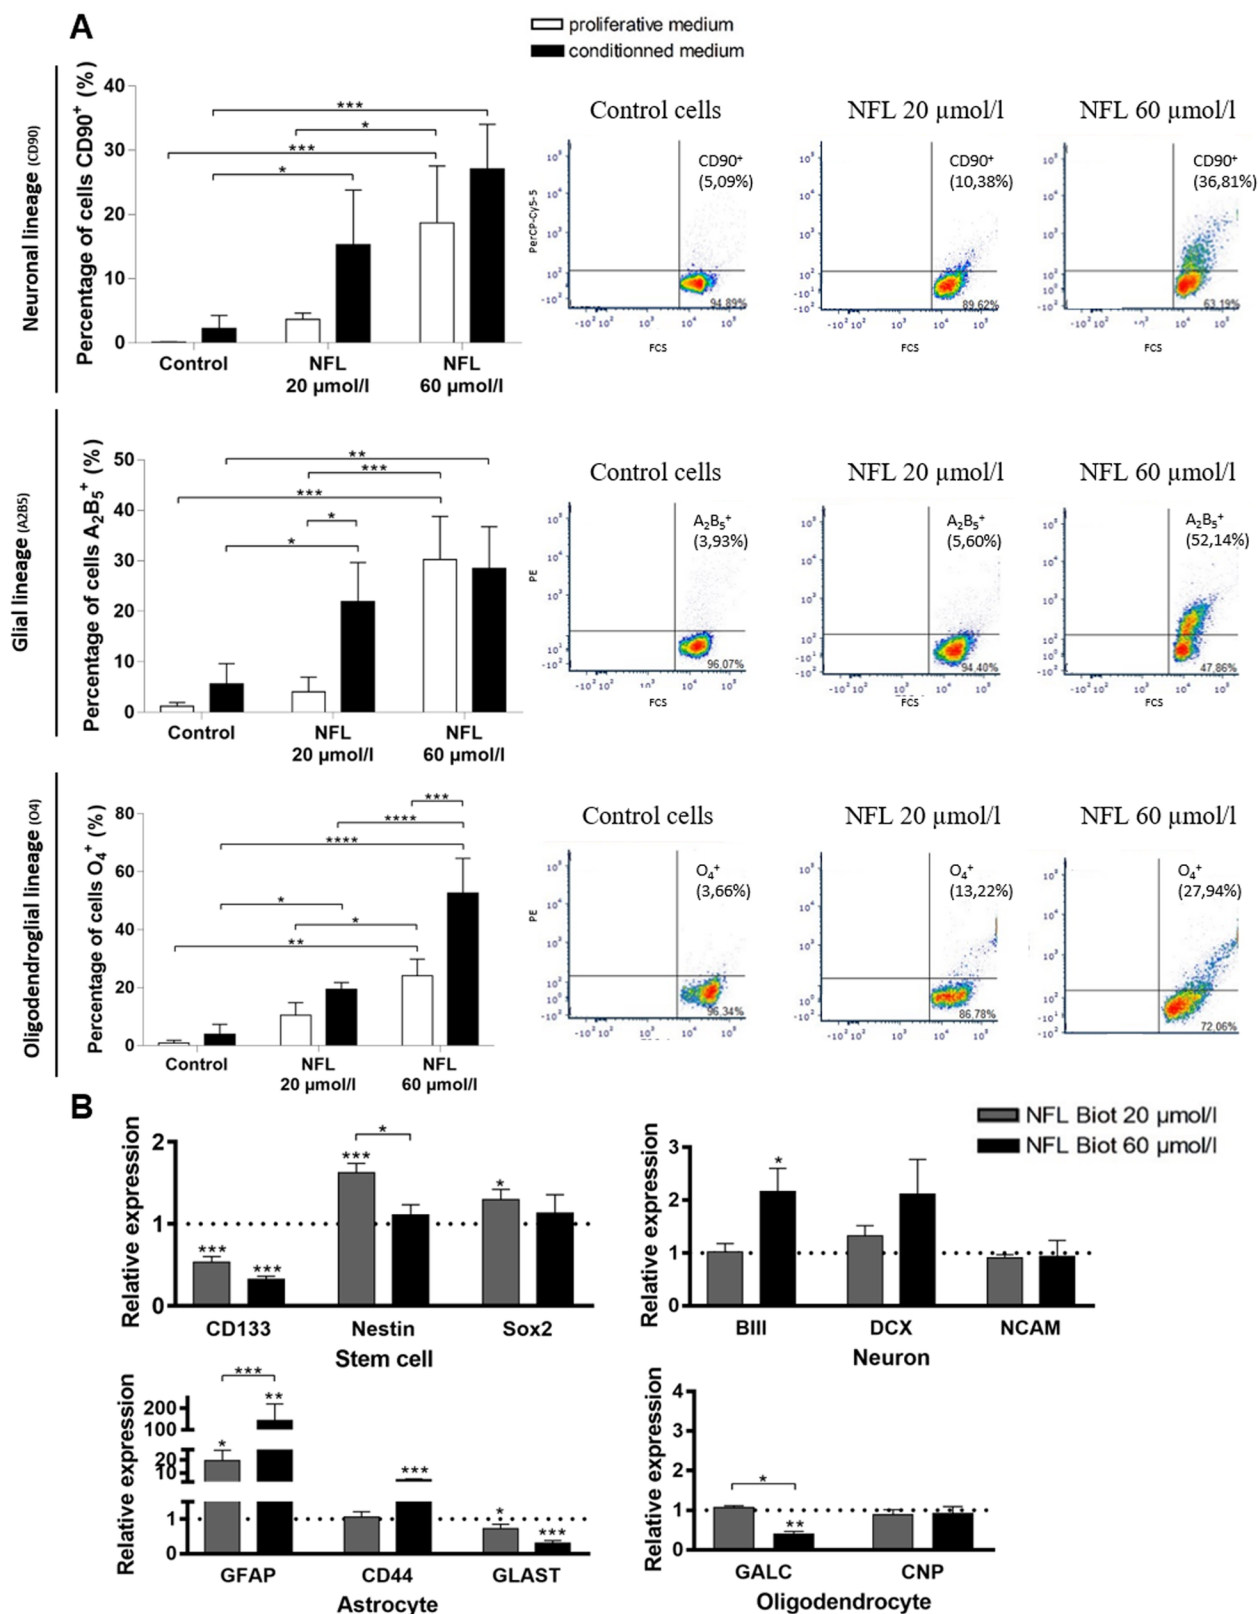 A
proliferative medium
conditionned medium
Neuronal lineage (CD90)
Percentage of cells CD90+ (%)
40
30
20
10
0
***
*
***
*
Control
NFL
20 µmol/l
NFL
60 µmol/l
Control cells
NFL 20 µmol/l
NFL 60 µmol/l
CD90+
(5,09%)
94.89%
PerCP-Cy5-5
FCS
CD90+
(10,38%)
89.62%
FCS
CD90+
(36,81%)
63.19%
FCS
Glial lineage (A2B5)
Percentage of cells A2B5+ (%)
50
40
30
20
10
0
**
***
***
*
*
Control
NFL
20 µmol/l
NFL
60 µmol/l
Control cells
NFL 20 µmol/l
NFL 60 µmol/l
A2B5+
(3,93%)
96.07%
PE
FCS
A2B5+
(5,60%)
94.40%
FCS
A2B5+
(52,14%)
47.86%
FCS
Oligodendroglial lineage (O4)
Percentage of cells O4+ (%)
80
60
40
20
0
***
****
****
*
*
**
Control
NFL
20 µmol/l
NFL
60 µmol/l
Control cells
NFL 20 µmol/l
NFL 60 µmol/l
O4+
(3,66%)
96.34%
PE
O4+
(13,22%)
86.78%
O4+
(27,94%)
72.06%
B
NFL Biot 20 µmol/l
NFL Biot 60 µmol/l
Relative expression
2
1
0
***
***
***
*
*
CD133
Nestin
Sox2
Stem cell
Relative expression
3
2
1
0
*
BIII
DCX
NCAM
Neuron
Relative expression
200
100
20
10
1
0
***
*
**
***
*
***
GFAP
CD44
GLAST
Astrocyte
Relative expression
4
3
2
1
0
*
**
GALC
CNP
Oligodendrocyte